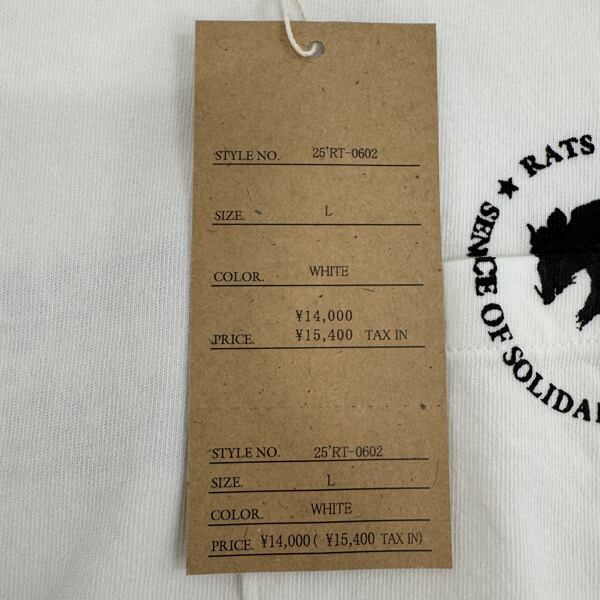 STYLE NO. 25'RT-0602
SIZE. L
COLOR. WHITE
¥14,000
PRICE. ¥15,400 TAX IN
STYLE NO. 25'RT-0602
SIZE. L
COLOR. WHITE
PRICE. ¥14,000( ¥15,400 TAX IN)
★ RATS
SENCE OF SOLIDA